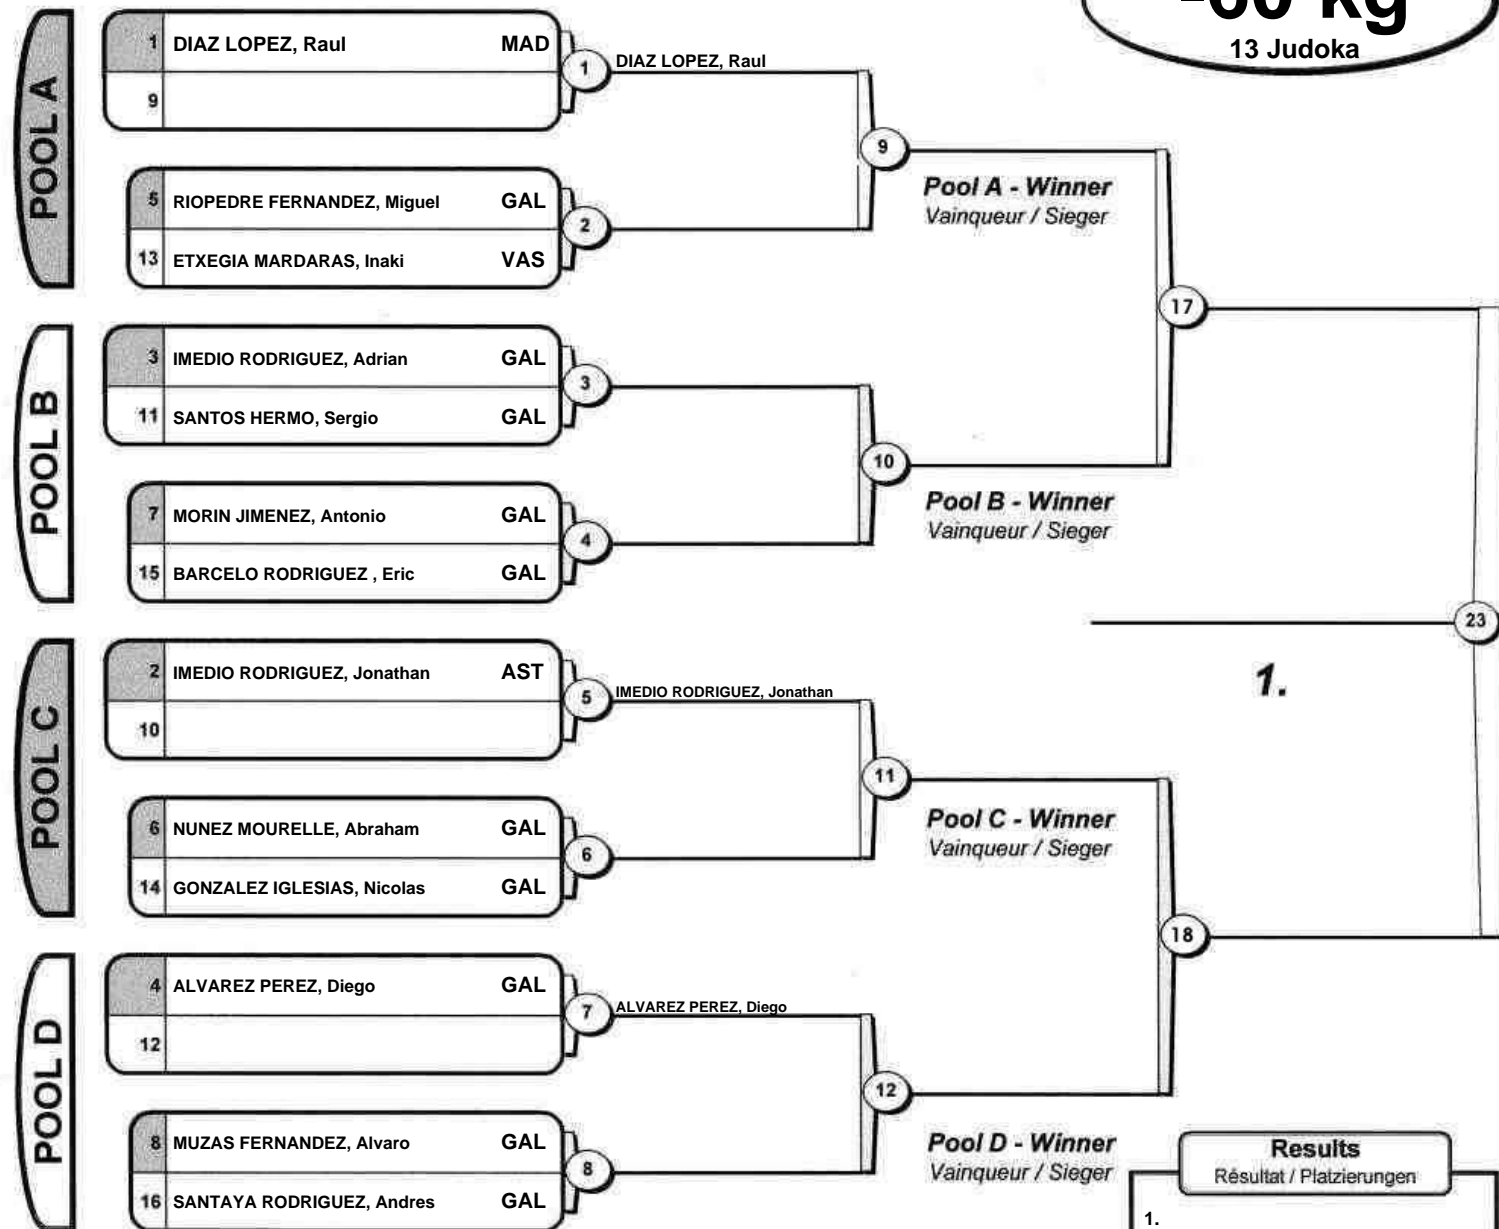 -60 kg
13 Judoka
POOL A
1 DIAZ LOPEZ, Raul MAD
9
1
DIAZ LOPEZ, Raul
5 RIOPEDRE FERNANDEZ, Miguel GAL
13 ETXEGIA MARDARAS, Inaki VAS
2
9
Pool A - Winner
Vainqueur / Sieger
POOL B
3 IMEDIO RODRIGUEZ, Adrian GAL
11 SANTOS HERMO, Sergio GAL
3
7 MORIN JIMENEZ, Antonio GAL
15 BARCELO RODRIGUEZ , Eric GAL
4
10
Pool B - Winner
Vainqueur / Sieger
17
POOL C
2 IMEDIO RODRIGUEZ, Jonathan AST
10
5
IMEDIO RODRIGUEZ, Jonathan
6 NUNEZ MOURELLE, Abraham GAL
14 GONZALEZ IGLESIAS, Nicolas GAL
6
11
Pool C - Winner
Vainqueur / Sieger
POOL D
4 ALVAREZ PEREZ, Diego GAL
12
7
ALVAREZ PEREZ, Diego
8 MUZAS FERNANDEZ, Alvaro GAL
16 SANTAYA RODRIGUEZ, Andres GAL
8
12
Pool D - Winner
Vainqueur / Sieger
18
23
1.
Results
Résultat / Platzierungen
1.